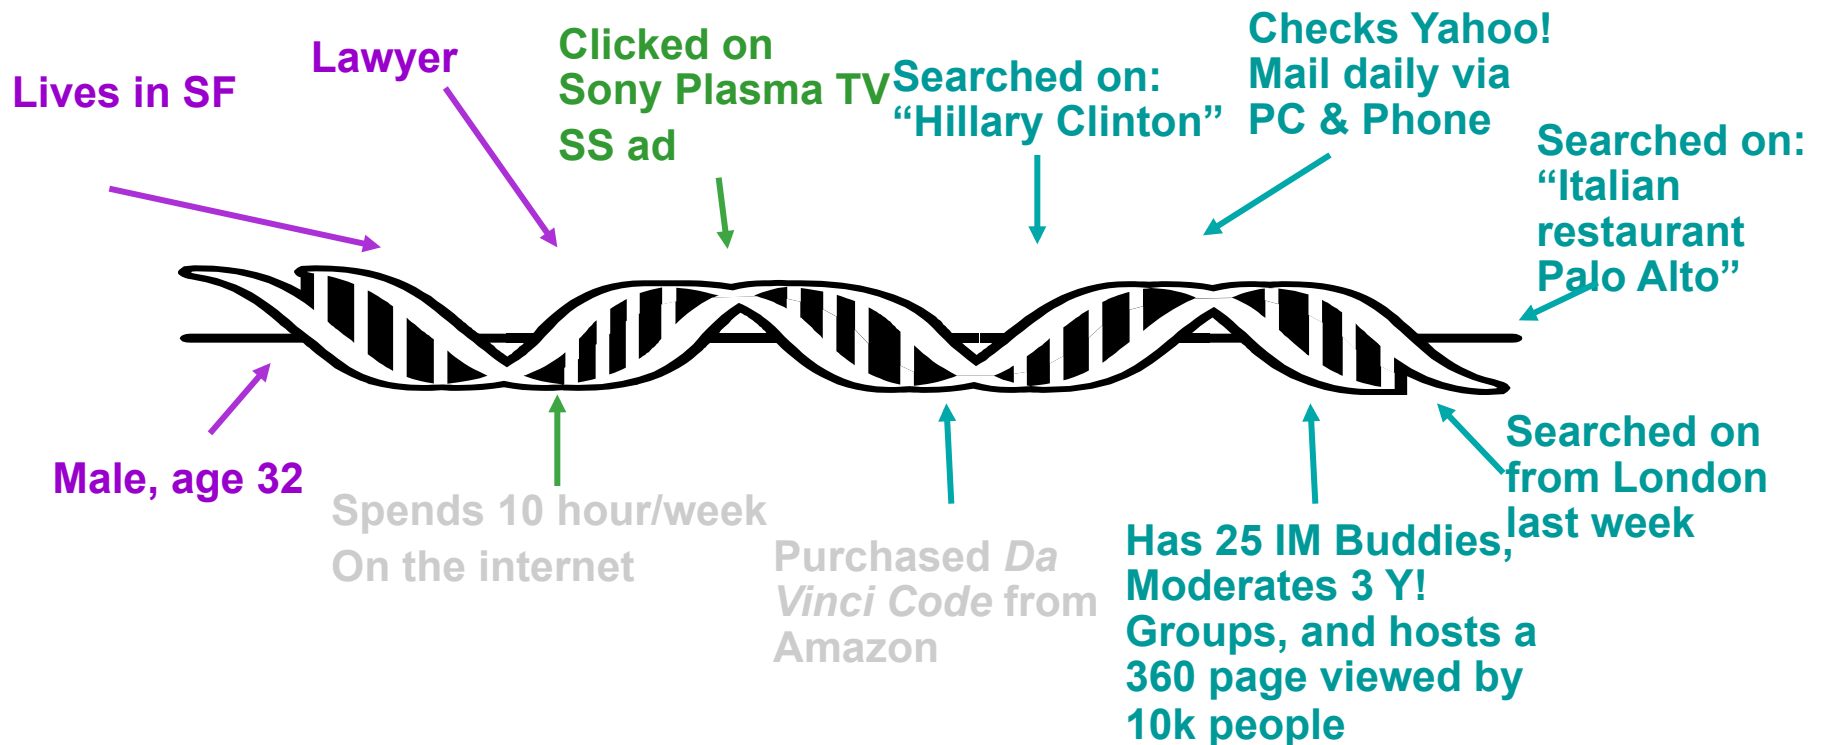 Lives in SF
Lawyer
Clicked on
Sony Plasma TV
SS ad
Searched on:
“Hillary Clinton”
Checks Yahoo!
Mail daily via
PC & Phone
Searched on:
“Italian
restaurant
Palo Alto”
Male, age 32
Spends 10 hour/week
On the internet
Purchased Da
Vinci Code from
Amazon
Has 25 IM Buddies,
Moderates 3 Y!
Groups, and hosts a
360 page viewed by
10k people
Searched on
from London
last week